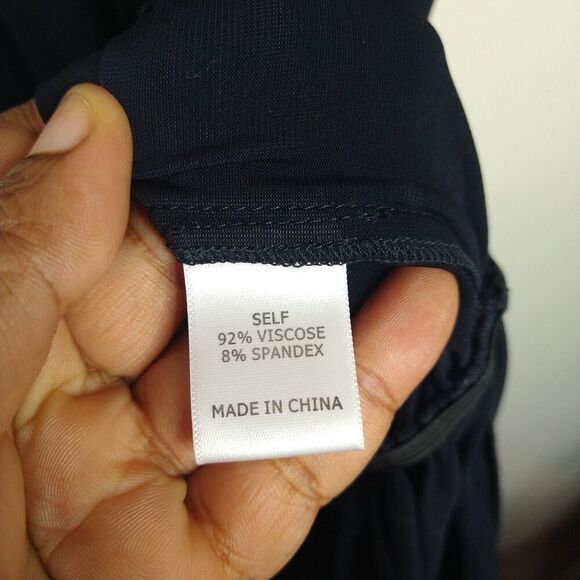 SELF
92% VISCOSE
8% SPANDEX
MADE IN CHINA